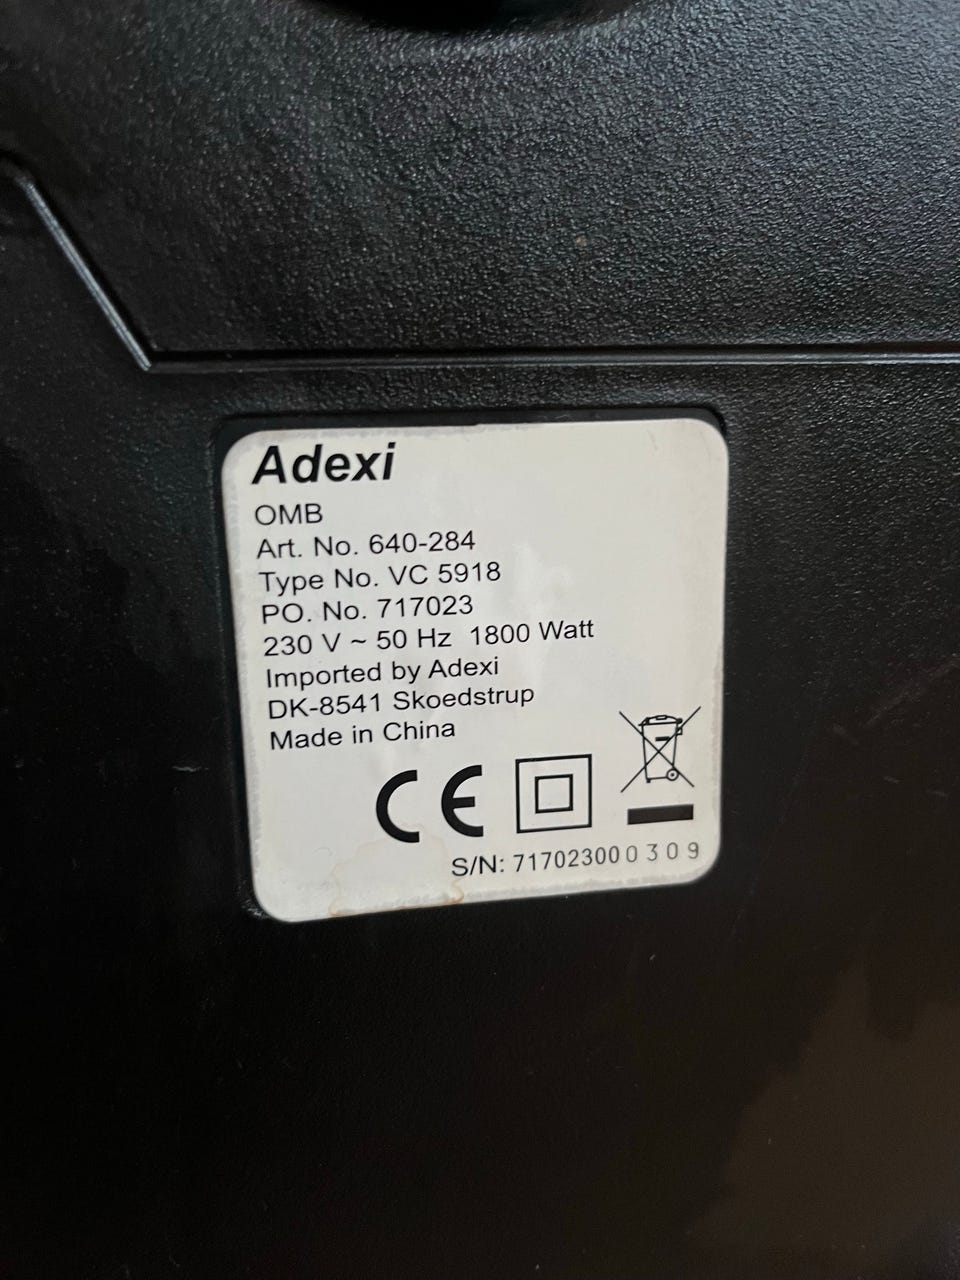 Adexi
OMB
Art. No. 640-284
Type No. VC 5918
PO. No. 717023
230 V ~ 50 Hz 1800 Watt
Imported by Adexi
DK-8541 Skoedstrup
Made in China
CE
S/N: 717023000309